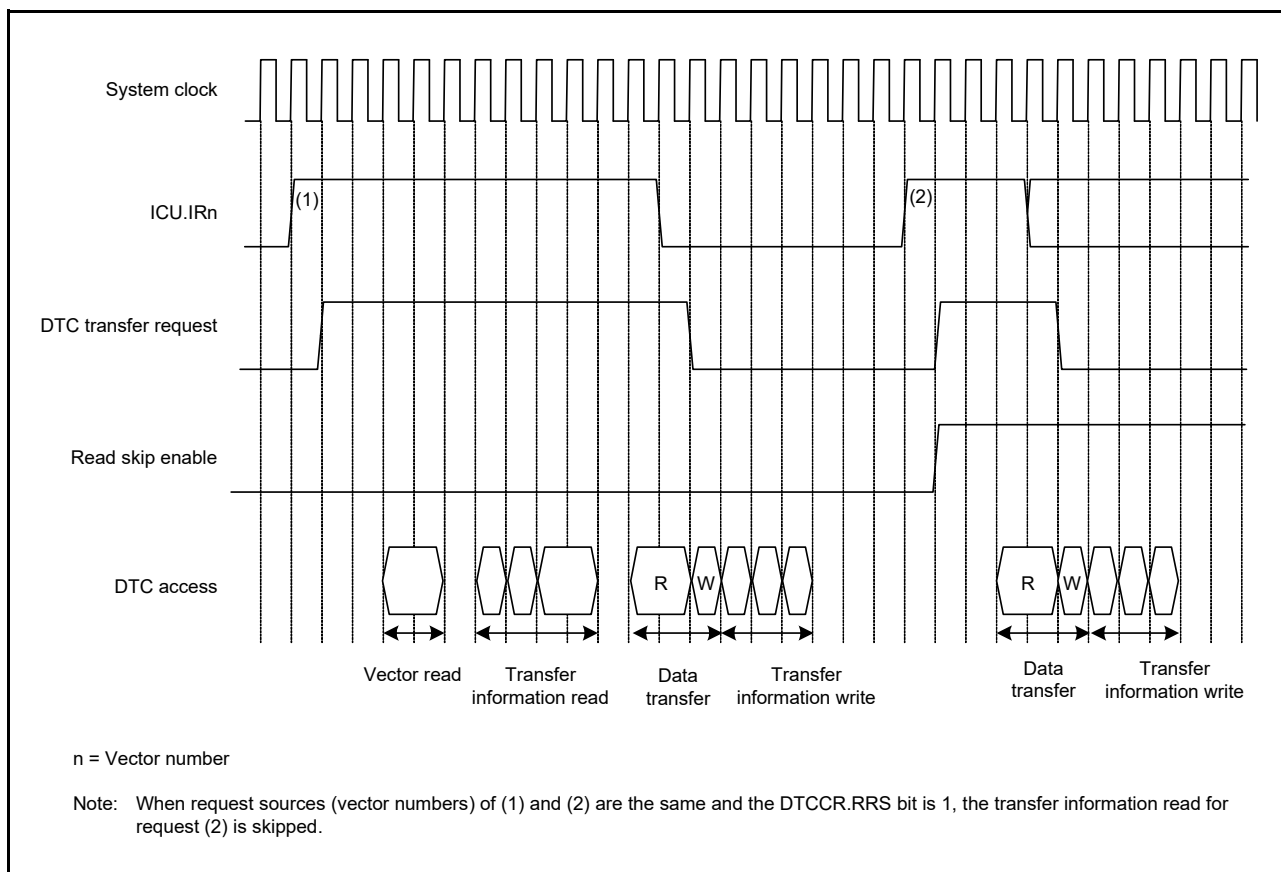 System clock
(1)
(2)
ICU.IRn
DTC transfer request
Read skip enable
DTC access
R
W
R
W
Vector read
Transfer
information read
Data
transfer
Transfer
information write
Data
transfer
Transfer
information write
n = Vector number
Note: When request sources (vector numbers) of (1) and (2) are the same and the DTCCR.RRS bit is 1, the transfer information read for
request (2) is skipped.